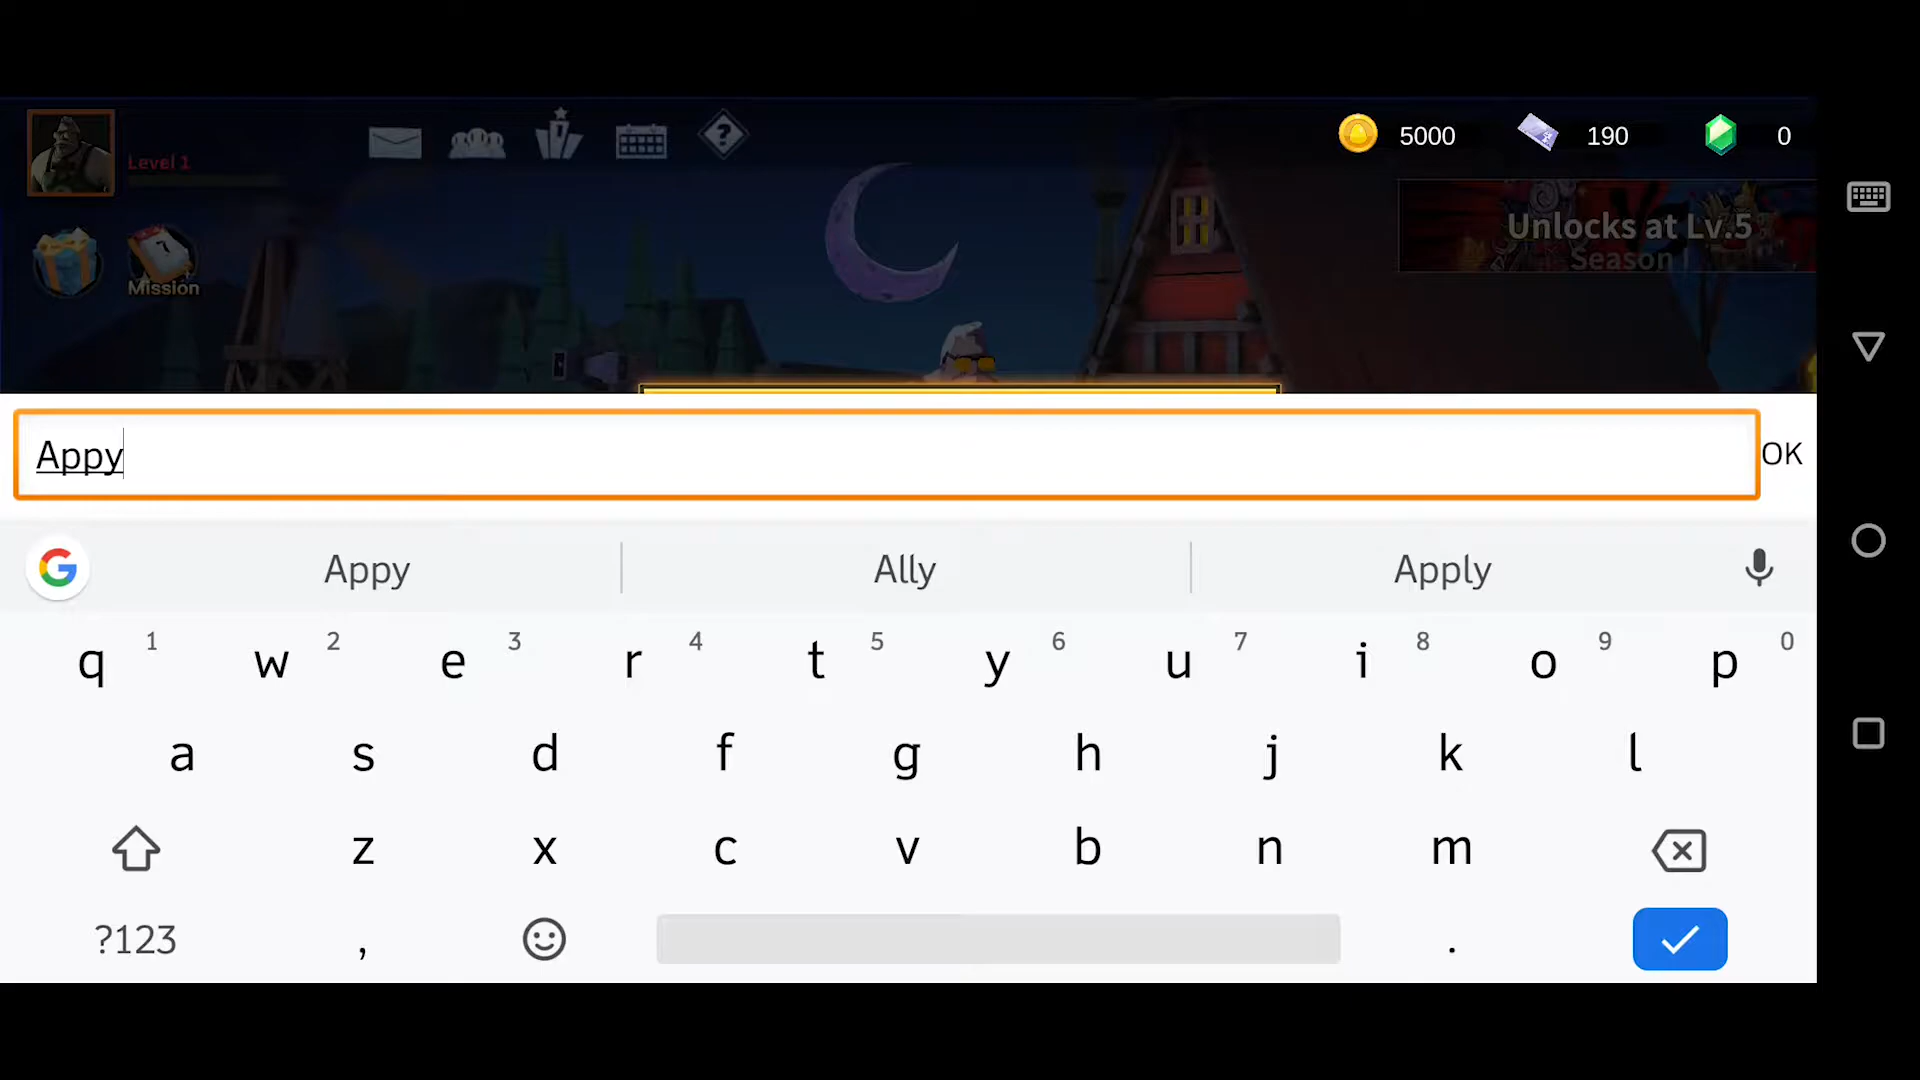 Level 1
5000 190 0
7
Mission
Unlocks at Lv.5
Season I
Appy OK
G Appy Ally Apply
q 1 w 2 e 3 r 4 t 5 y 6 u 7 i 8 o 9 p 0
a s d f g h j k l
z x c v b n m
?123 , .